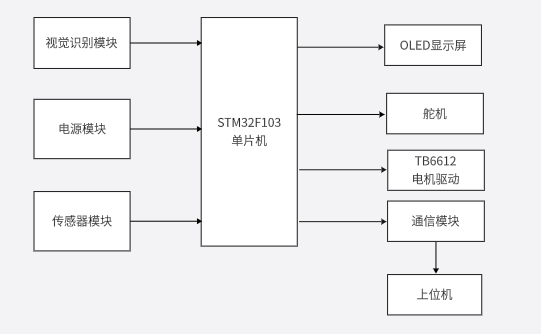 视觉识别模块
电源模块
传感器模块
STM32F103
单片机
OLED显示屏
舵机
TB6612
电机驱动
通信模块
上位机